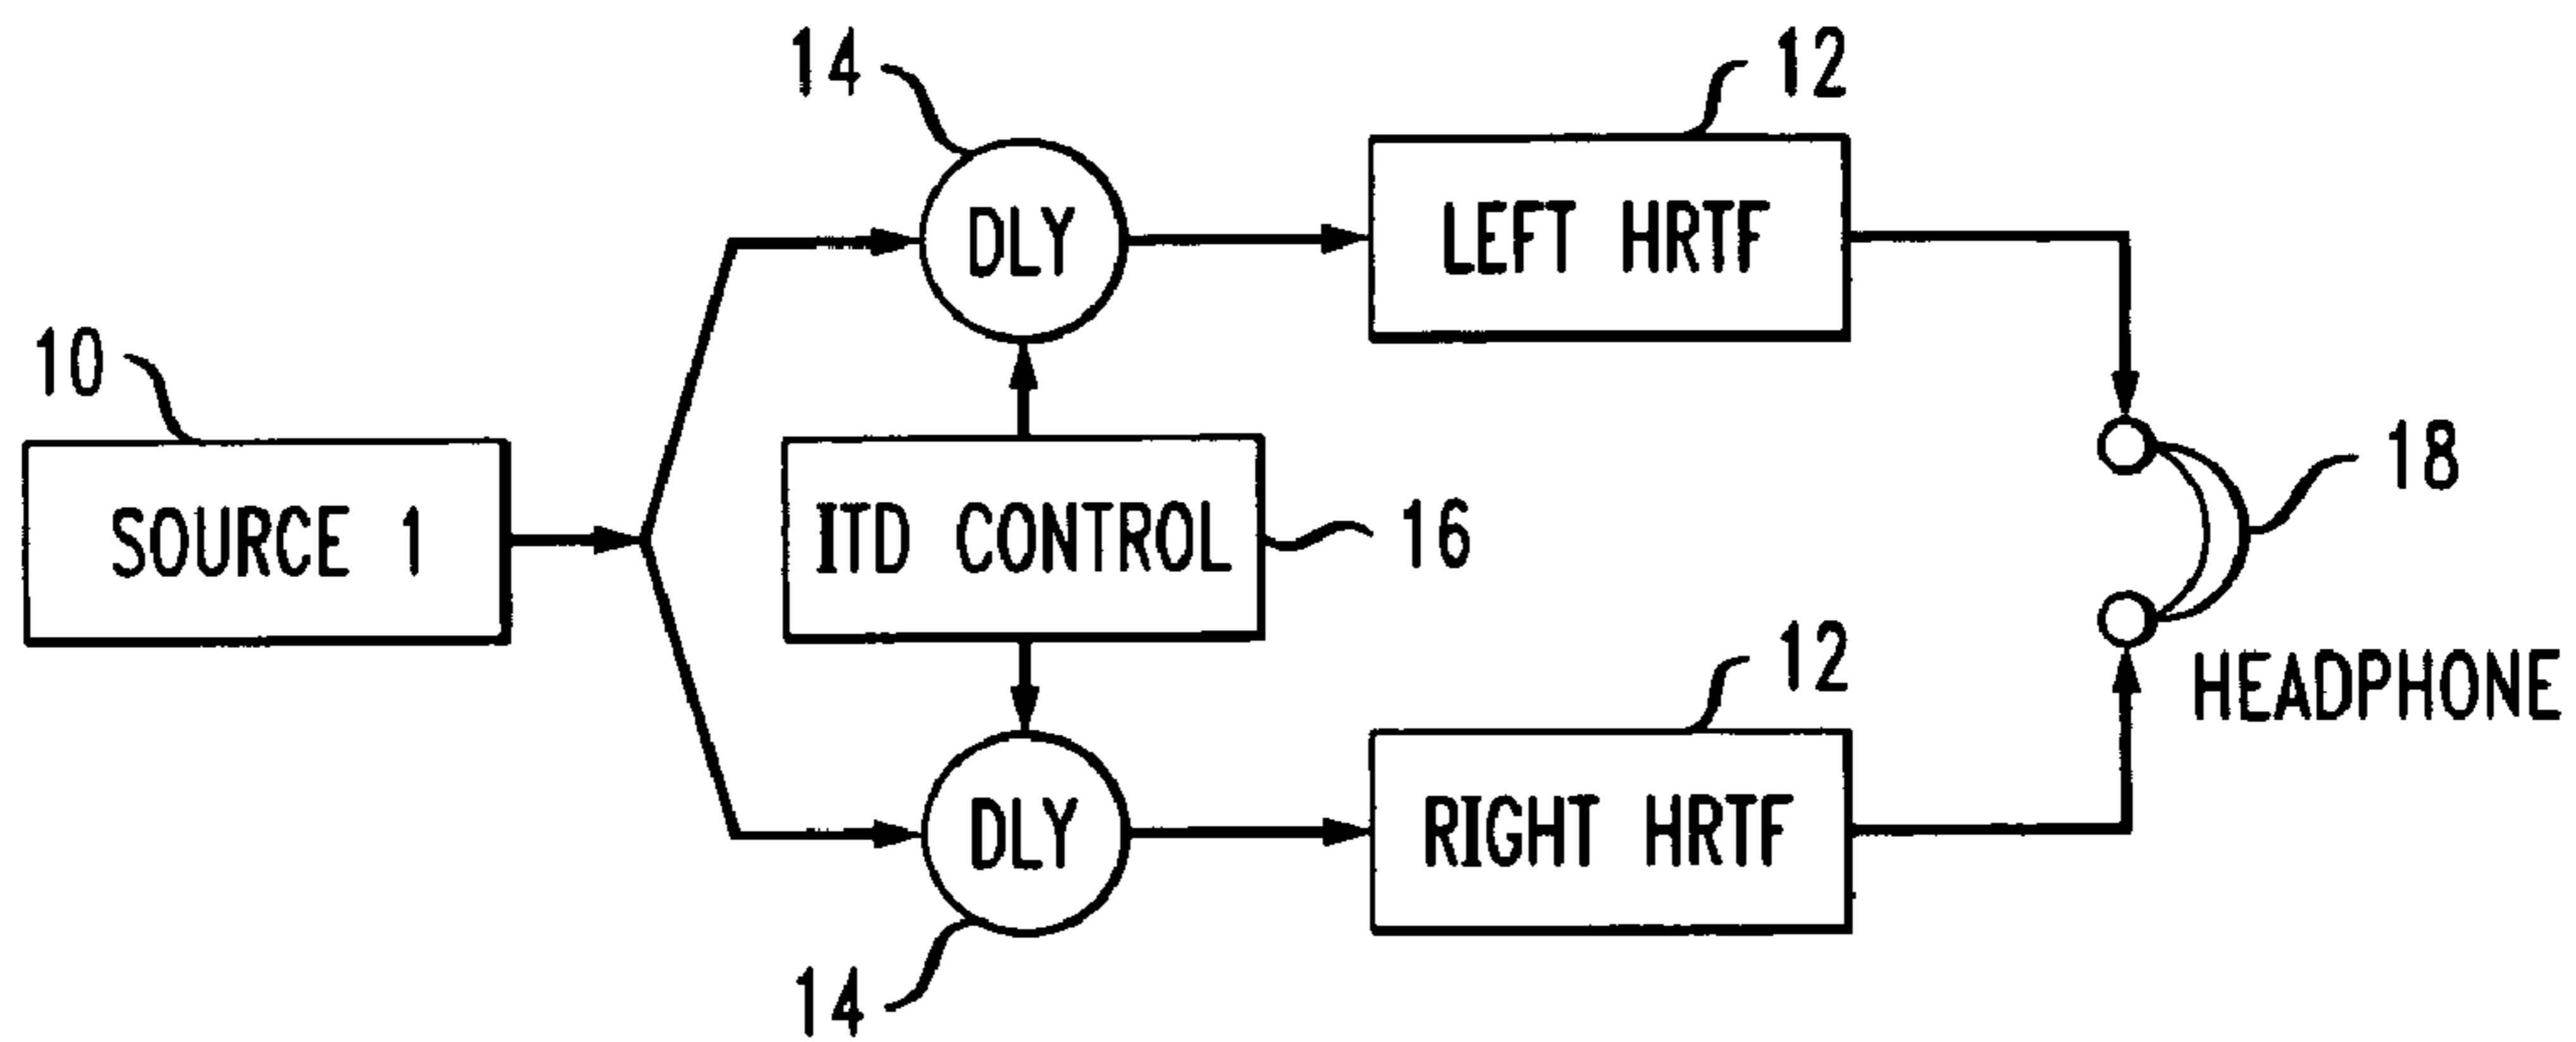 14
12
DLY
LEFT HRTF
10
SOURCE 1
ITD CONTROL
16
18
HEADPHONE
12
DLY
RIGHT HRTF
14